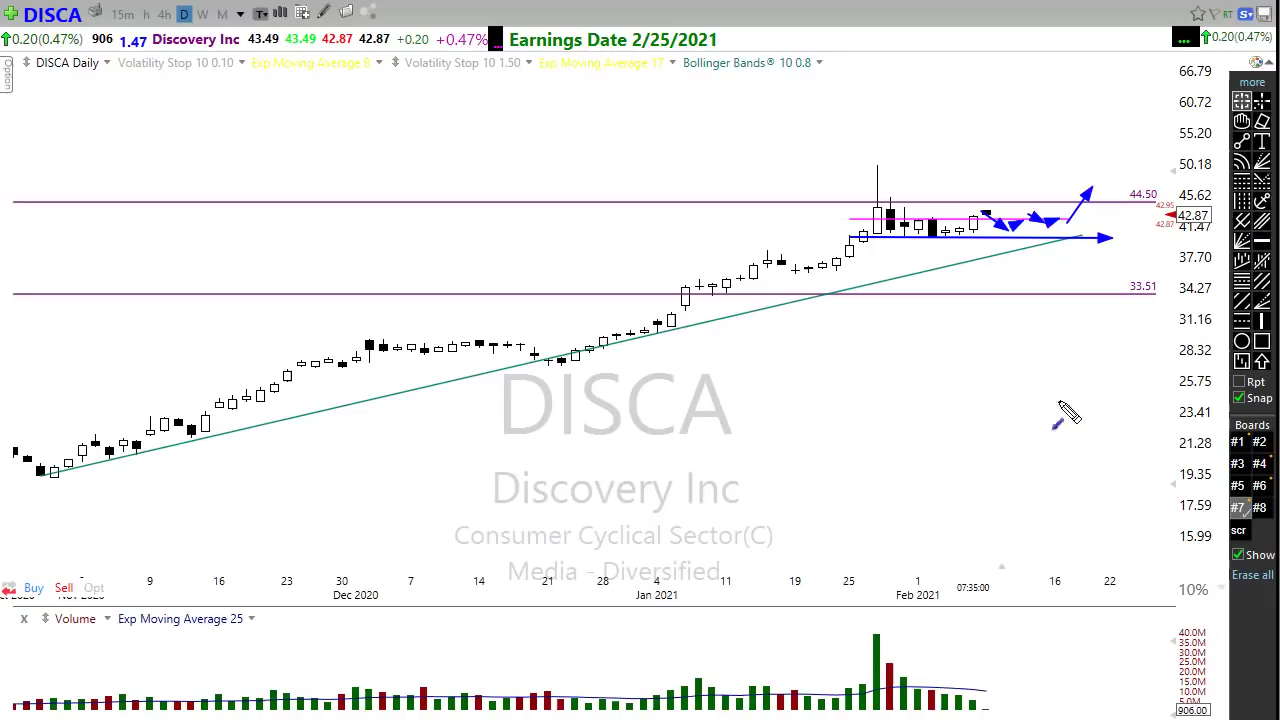 DISCA 15m h 4h D W M T RT S
0.20(0.47%) 906 1.47 Discovery Inc 43.49 43.49 42.87 42.87 +0.20 +0.47% ... Earnings Date 2/25/2021 ... 0.20(0.47%)
Option
DISCA Daily Volatility Stop 10 0.10 Exp Moving Average 8 Volatility Stop 10 1.50 Exp Moving Average 17 Bollinger Bands® 10 0.8
66.79
60.72
55.20
50.18
45.62
44.50
42.95
42.87
42.87
41.47
37.70
34.27
33.51
31.16
28.32
25.75
23.41
21.28
19.35
17.59
15.99
DISCA
Discovery Inc
Consumer Cyclical Sector(C)
Media - Diversified
9 16 23 30 7 14 21 28 4 11 19 25 1 07:35:00 16 22
Dec 2020 Jan 2021 Feb 2021
Buy Sell Opt
10%
x Volume Exp Moving Average 25
40.0M
35.0M
30.0M
25.0M
20.0M
15.0M
10.0M
5.0M
906.00
more
T
Rpt
Snap
Boards
#1 #2
#3 #4
#5 #6
#7 #8
scr
Show
Erase all